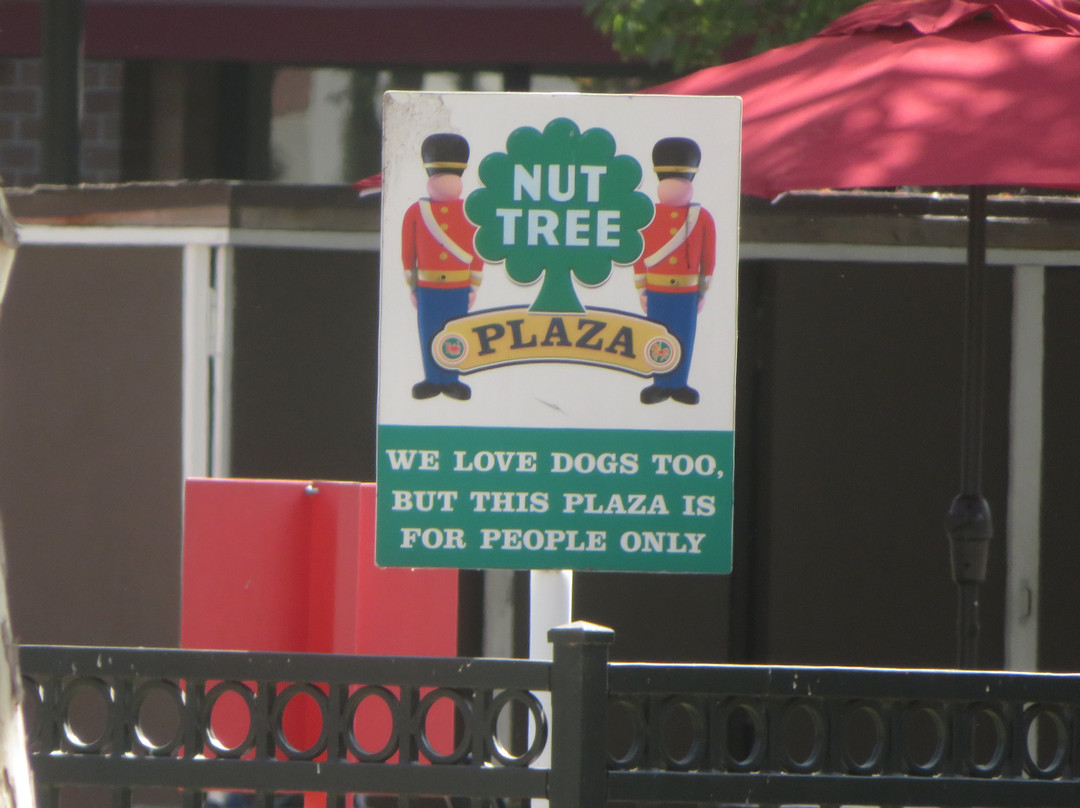 NUT
TREE
PLAZA
WE LOVE DOGS TOO,
BUT THIS PLAZA IS
FOR PEOPLE ONLY